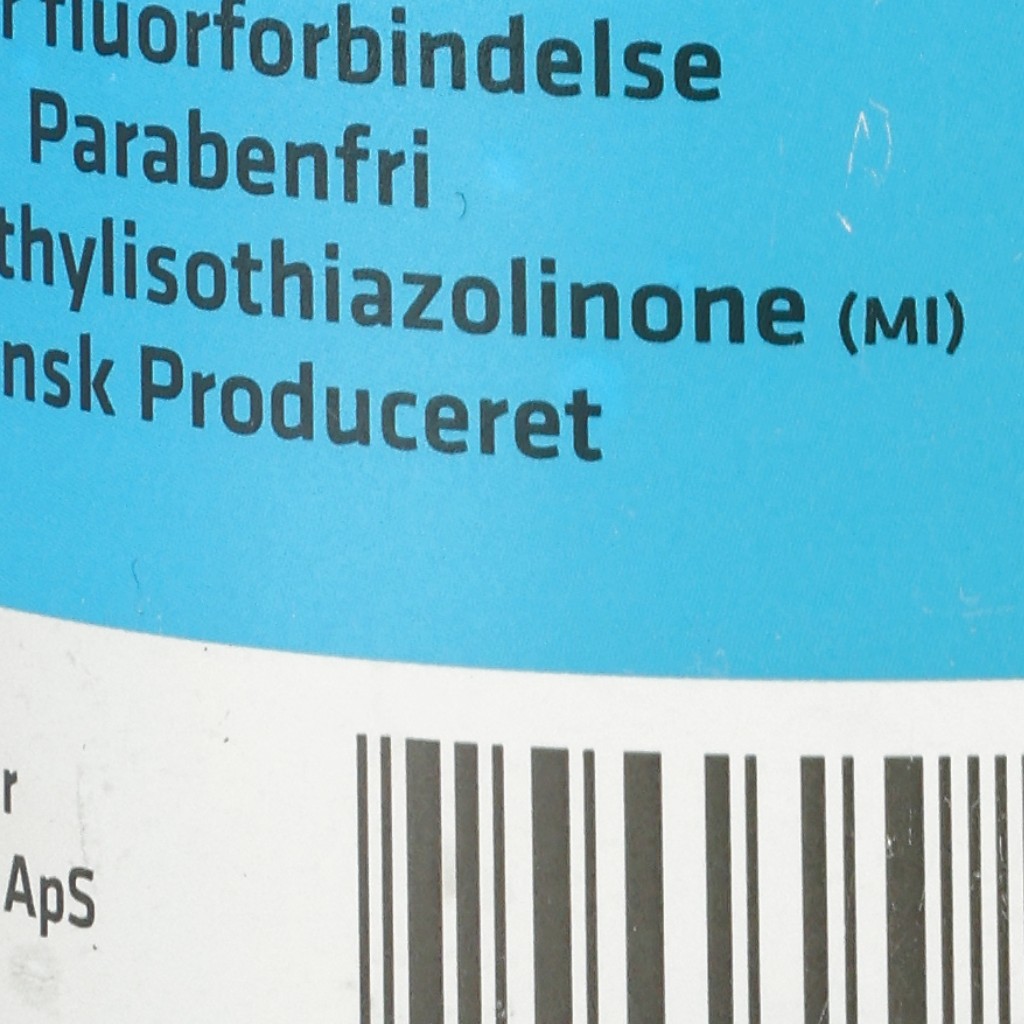 fluorforbindelse
Parabenfri
thylisothiazolinone (MI)
nsk Produceret
r
ApS